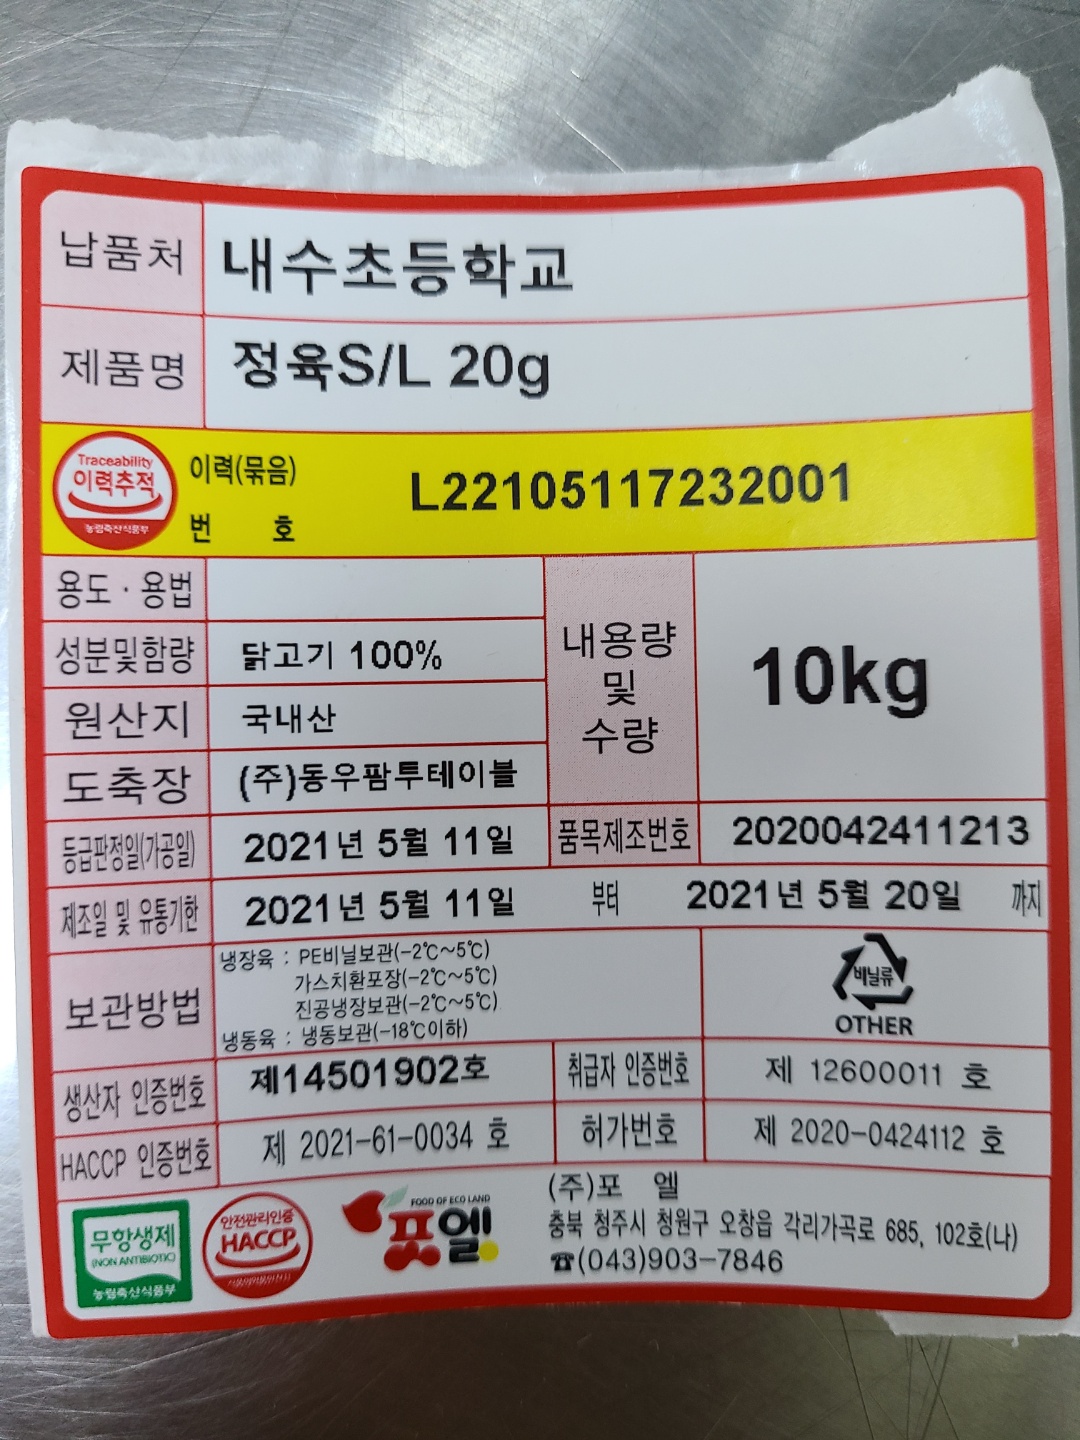 납품처 내수초등학교
제품명 정육S/L 20g
Traceability
이력추적
농림축산식품부
이력(묶음)
번 호
L22105117232001
용도·용법
성분및함량 닭고기 100%
원산지 국내산
도축장 (주)동우팜투테이블
내용량
및
수량
10kg
등급판정일(가공일) 2021년 5월 11일 품목제조번호 2020042411213
제조일 및 유통기한 2021년 5월 11일 부터 2021년 5월 20일 까지
보관방법
냉장육 : PE비닐보관(-2℃~5℃)
가스치환포장(-2℃~5℃)
진공냉장보관(-2℃~5℃)
냉동육 : 냉동보관(-18℃이하)
비닐류
OTHER
생산자 인증번호 제14501902호 취급자 인증번호 제 12600011 호
HACCP 인증번호 제 2021-61-0034 호 허가번호 제 2020-0424112 호
무항생제
(NON ANTIBIOTIC)
농림축산식품부
안전관리인증
HACCP
FOOD OF ECO LAND
포엘
(주)포 엘
충북 청주시 청원구 오창읍 각리가곡로 685, 102호(나)
☎(043)903-7846